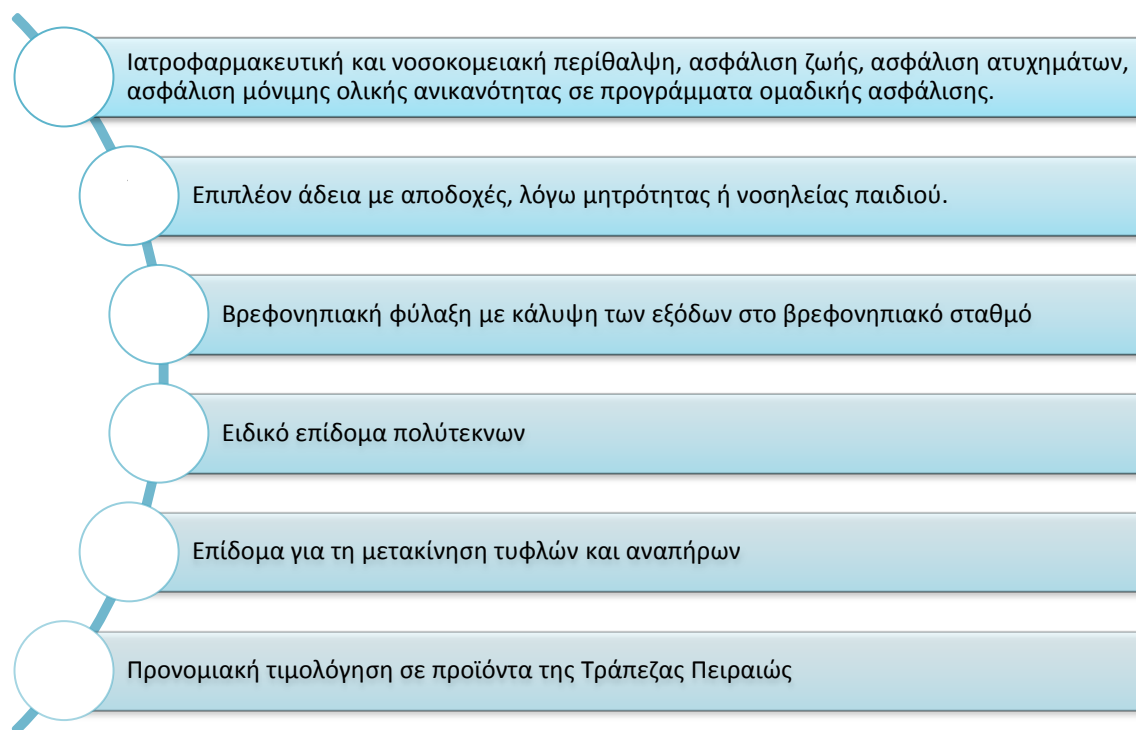 Ιατροφαρμακευτική και νοσοκομειακή περίθαλψη, ασφάλιση ζωής, ασφάλιση ατυχημάτων,
ασφάλιση μόνιμης ολικής ανικανότητας σε προγράμματα ομαδικής ασφάλισης.
Επιπλέον άδεια με αποδοχές, λόγω μητρότητας ή νοσηλείας παιδιού.
Βρεφονηπιακή φύλαξη με κάλυψη των εξόδων στο βρεφονηπιακό σταθμό
Ειδικό επίδομα πολύτεκνων
Επίδομα για τη μετακίνηση τυφλών και αναπήρων
Προνομιακή τιμολόγηση σε προϊόντα της Τράπεζας Πειραιώς